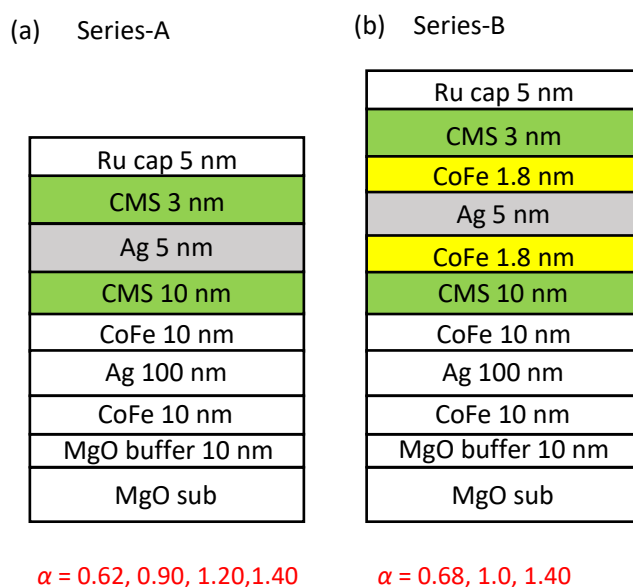 (a) Series-A
Ru cap 5 nm
CMS 3 nm
Ag 5 nm
CMS 10 nm
CoFe 10 nm
Ag 100 nm
CoFe 10 nm
MgO buffer 10 nm
MgO sub
α = 0.62, 0.90, 1.20,1.40
(b) Series-B
Ru cap 5 nm
CMS 3 nm
CoFe 1.8 nm
Ag 5 nm
CoFe 1.8 nm
CMS 10 nm
CoFe 10 nm
Ag 100 nm
CoFe 10 nm
MgO buffer 10 nm
MgO sub
α = 0.68, 1.0, 1.40